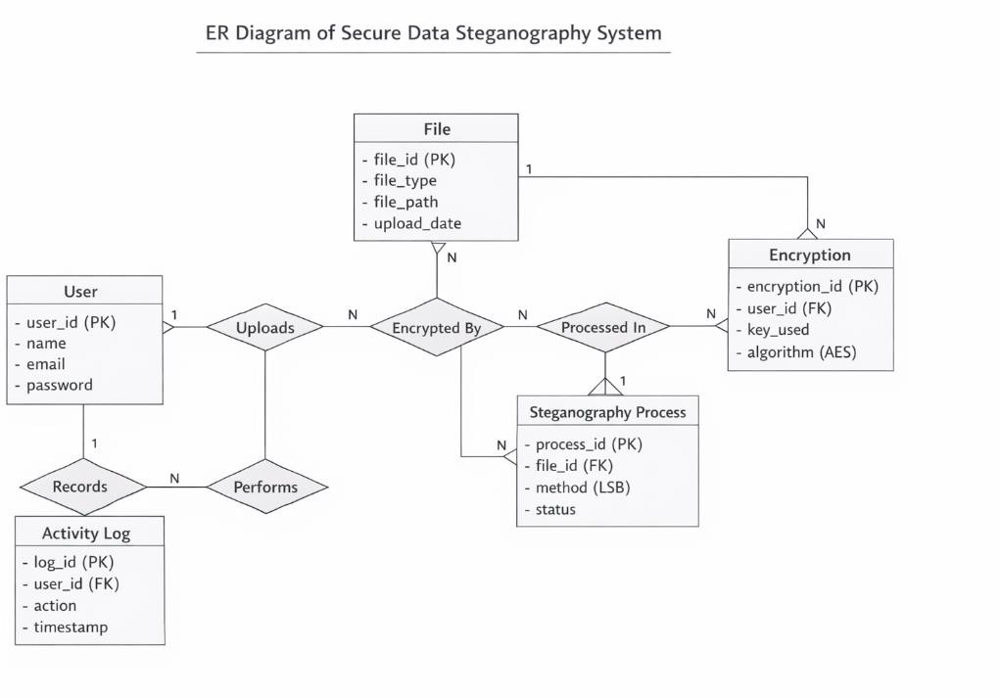 ER Diagram of Secure Data Steganography System
File
- file_id (PK)
- file_type
- file_path
- upload_date
1
N
N
Encryption
- encryption_id (PK)
- user_id (FK)
- key_used
- algorithm (AES)
User
- user_id (PK)
- name
- email
- password
1
Uploads
N
Encrypted By
N
Processed In
N
1
Steganography Process
- process_id (PK)
- file_id (FK)
- method (LSB)
- status
N
1
Records
N
Performs
Activity Log
- log_id (PK)
- user_id (FK)
- action
- timestamp